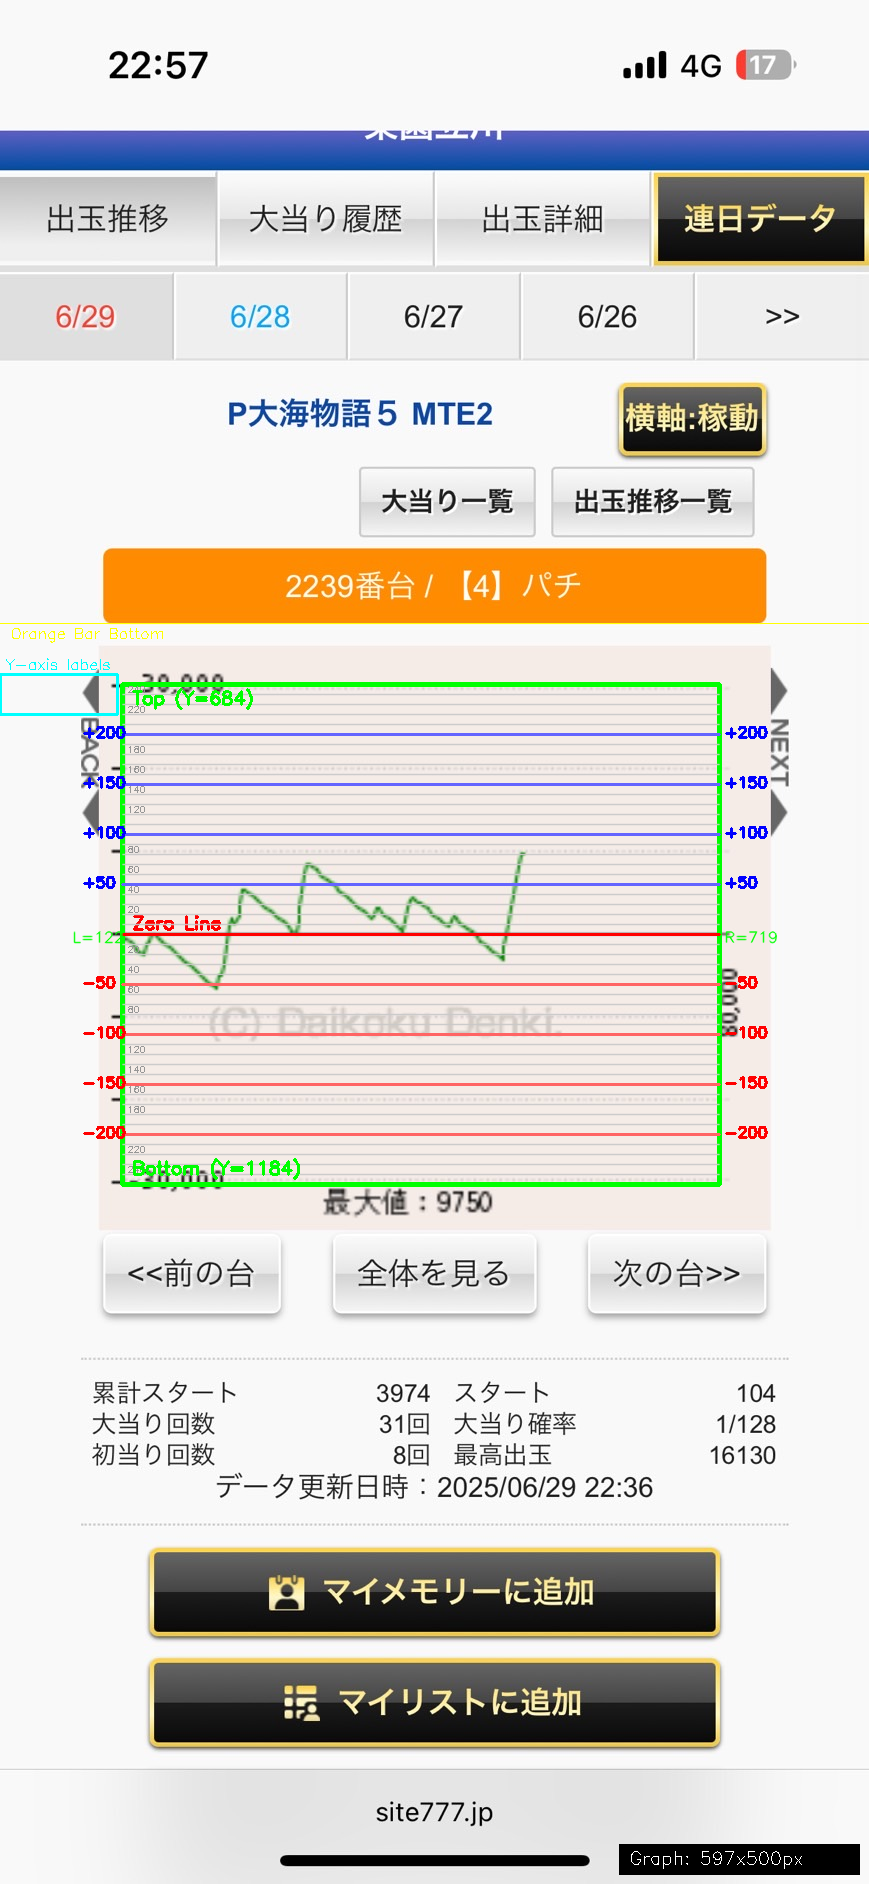 22:57
4G 17
出玉推移 大当り履歴 出玉詳細 連日データ
6/29 6/28 6/27 6/26 >>
P大海物語5 MTE2
横軸:稼動
大当り一覧 出玉推移一覧
2239番台 / 【4】パチ
Orange Bar Bottom
Y-axis labels
30,000
Top (Y=684)
220
BACK
NEXT
+200 +200
180
+150 +150
140
120
+100 +100
80
60
+50 +50
40
20
Zero Line
L=122 R=719
20
40
-50 -50
60
80,000
80
(C) Daikoku Denki.
-100 -100
120
140
-150 -150
160
180
-200 -200
220
Bottom (Y=1184)
-30,000
最大値：9750
<<前の台 全体を見る 次の台>>
累計スタート 3974 スタート 104
大当り回数 31回 大当り確率 1/128
初当り回数 8回 最高出玉 16130
データ更新日時：2025/06/29 22:36
マイメモリーに追加
マイリストに追加
site777.jp
Graph: 597x500px